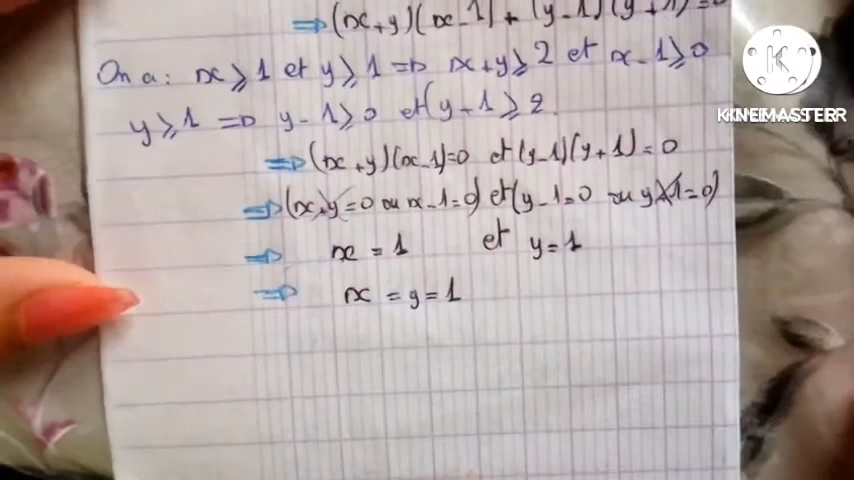 ⇒ (x+y)(x-1) + (y-1)(y+1) = 0
On a : x ⩾ 1 et y ⩾ 1 ⇒ x+y ⩾ 2 et x-1 ⩾ 0
y ⩾ 1 ⇒ y-1 ⩾ 0 et (y+1 ⩾ 2
⇒ (x+y)(x-1)=0 et (y-1)(y+1)=0
⇒ (x+y=0 ou x-1=0) et (y-1=0 ou y+1=0)
⇒ x = 1 et y = 1
⇒ x = y = 1
KINEMASTER